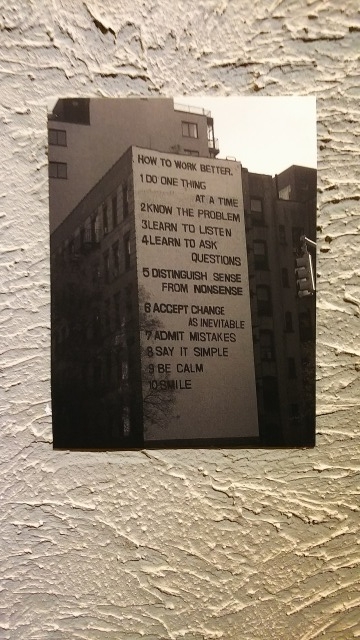 HOW TO WORK BETTER.
1 DO ONE THING
AT A TIME
2 KNOW THE PROBLEM
3 LEARN TO LISTEN
4 LEARN TO ASK
QUESTIONS
5 DISTINGUISH SENSE
FROM NONSENSE
6 ACCEPT CHANGE
AS INEVITABLE
7 ADMIT MISTAKES
8 SAY IT SIMPLE
9 BE CALM
10 SMILE